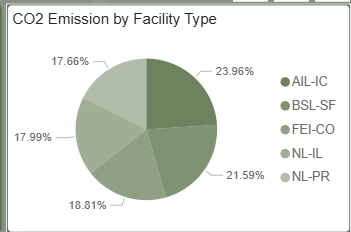 CO2 Emission by Facility Type
17.66%
23.96%
17.99%
18.81%
21.59%
AIL-IC
BSL-SF
FEI-CO
NL-IL
NL-PR